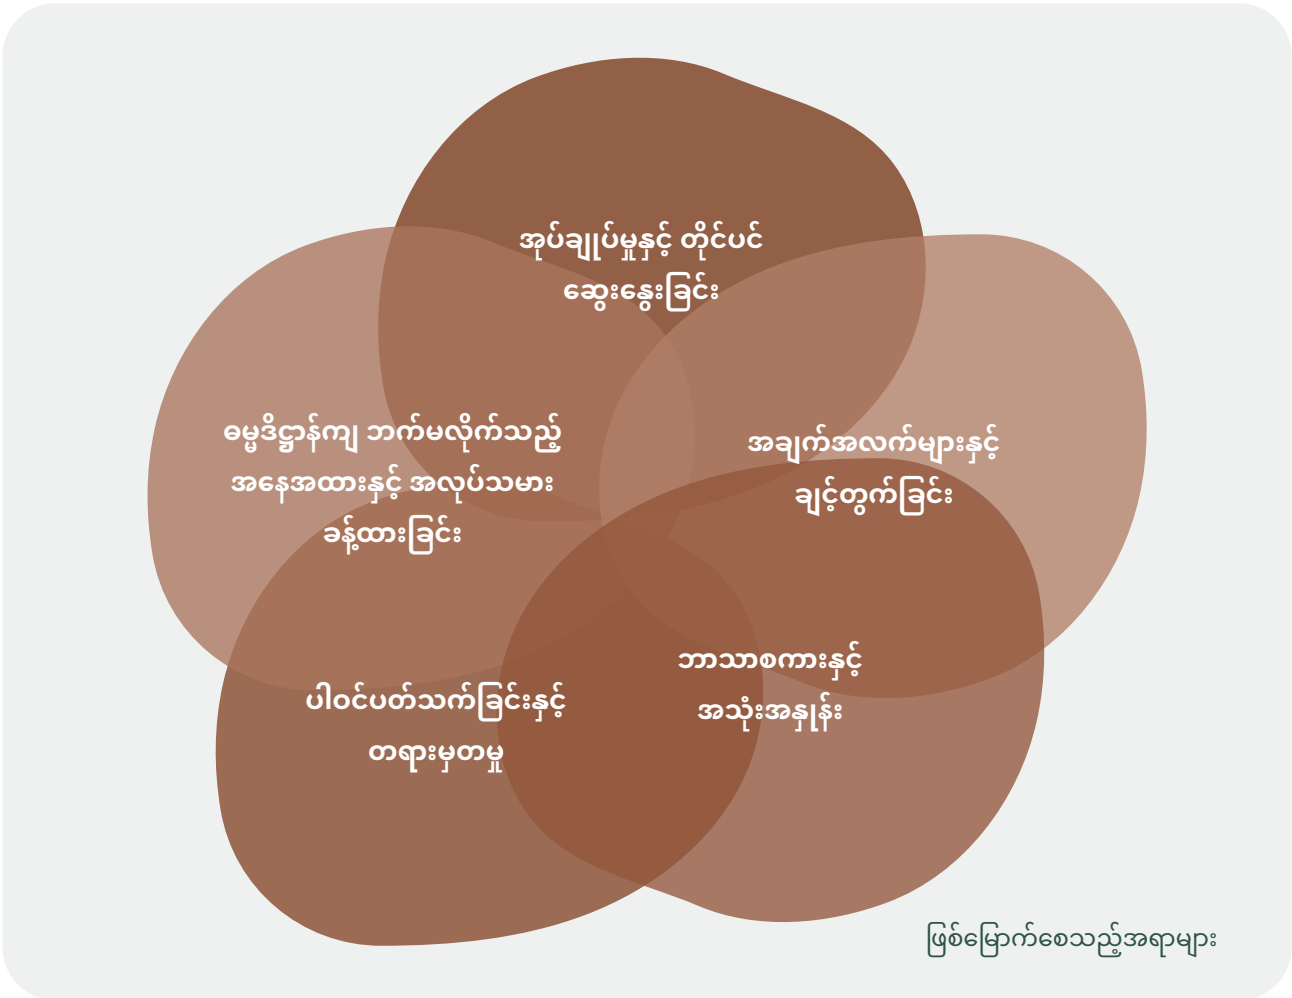 အုပ်ချုပ်မှုနှင့် တိုင်ပင်
ဆွေးနွေးခြင်း
ဓမ္မဒိဋ္ဌာန်ကျ ဘက်မလိုက်သည့်
အနေအထားနှင့် အလုပ်သမား
ခန့်ထားခြင်း
အချက်အလက်များနှင့်
ချင့်တွက်ခြင်း
ဘာသာစကားနှင့်
အသုံးအနှုန်း
ပါဝင်ပတ်သက်ခြင်းနှင့်
တရားမှတမှု
ဖြစ်မြောက်စေသည့်အရာများ